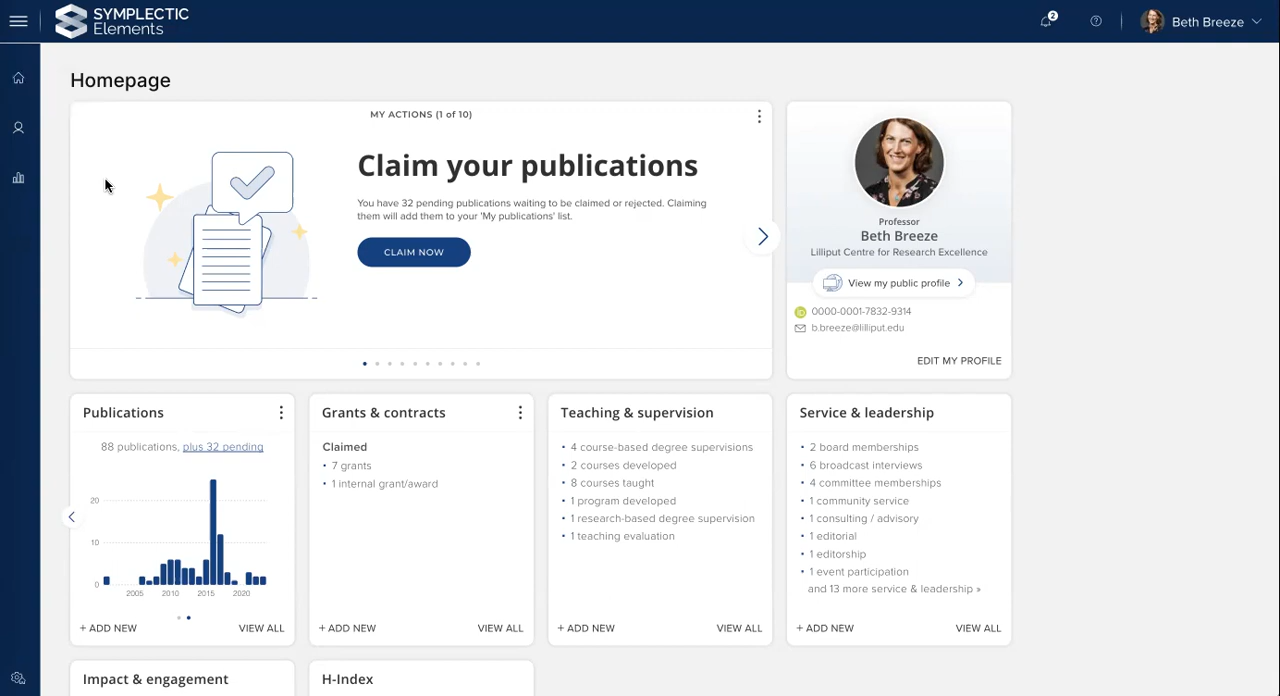 SYMPLECTIC
Elements
2
Beth Breeze
Homepage
MY ACTIONS (1 of 10)
Claim your publications
You have 32 pending publications waiting to be claimed or rejected. Claiming
them will add them to your 'My publications' list.
CLAIM NOW
Professor
Beth Breeze
Lilliput Centre for Research Excellence
View my public profile
iD 0000-0001-7832-9314
b.breeze@lilliput.edu
EDIT MY PROFILE
Publications
88 publications, plus 32 pending
20
10
0
2005 2010 2015 2020
+ ADD NEW VIEW ALL
Grants & contracts
Claimed
• 7 grants
• 1 internal grant/award
+ ADD NEW VIEW ALL
Teaching & supervision
• 4 course-based degree supervisions
• 2 courses developed
• 8 courses taught
• 1 program developed
• 1 research-based degree supervision
• 1 teaching evaluation
+ ADD NEW VIEW ALL
Service & leadership
• 2 board memberships
• 6 broadcast interviews
• 4 committee memberships
• 1 community service
• 1 consulting / advisory
• 1 editorial
• 1 editorship
• 1 event participation
and 13 more service & leadership »
+ ADD NEW VIEW ALL
Impact & engagement
H-Index